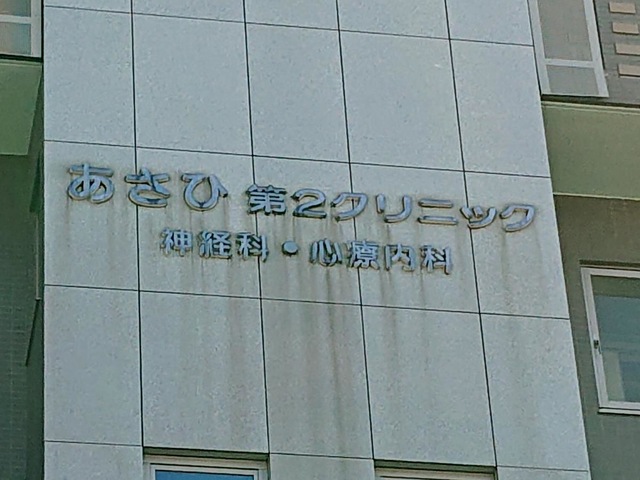 あさひ 第2クリニック
神経科・心療内科